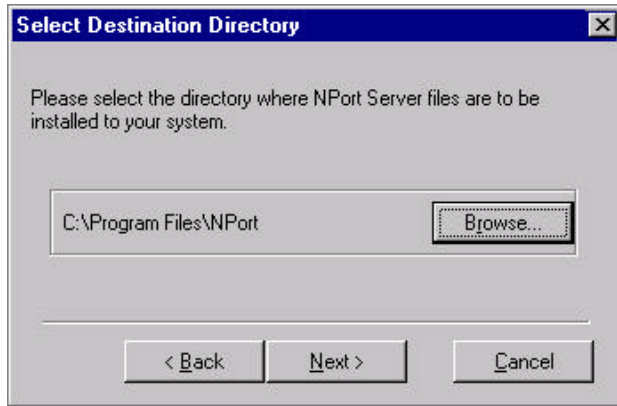 Select Destination Directory
Please select the directory where NPort Server files are to be
installed to your system.
C:\Program Files\NPort
Browse...
< Back
Next >
Cancel